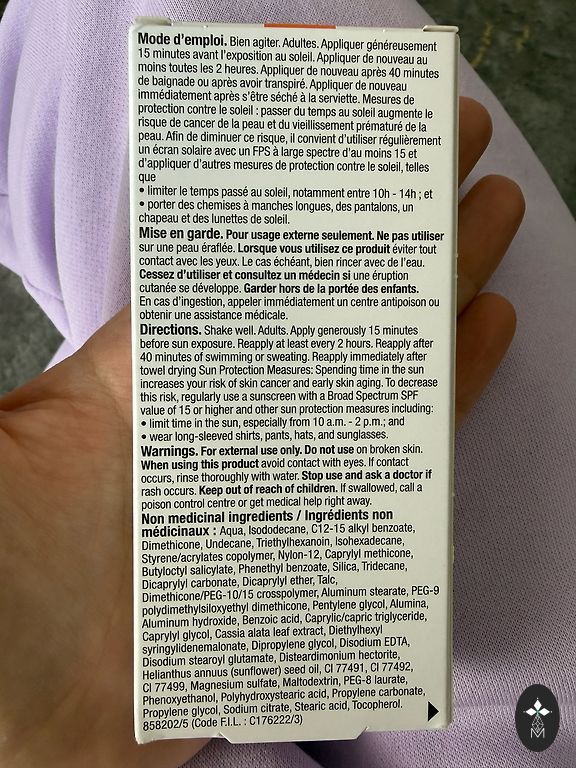 Mode d'emploi. Bien agiter. Adultes. Appliquer généreusement
15 minutes avant l'exposition au soleil. Appliquer de nouveau au
moins toutes les 2 heures. Appliquer de nouveau après 40 minutes
de baignade ou après avoir transpiré. Appliquer de nouveau
immédiatement après s'être séché à la serviette. Mesures de
protection contre le soleil : passer du temps au soleil augmente le
risque de cancer de la peau et du vieillissement prématuré de la
peau. Afin de diminuer ce risque, il convient d'utiliser régulièrement
un écran solaire avec un FPS à large spectre d'au moins 15 et
d'appliquer d'autres mesures de protection contre le soleil, telles
que
• limiter le temps passé au soleil, notamment entre 10h - 14h ; et
• porter des chemises à manches longues, des pantalons, un
chapeau et des lunettes de soleil.
Mise en garde. Pour usage externe seulement. Ne pas utiliser
sur une peau éraflée. Lorsque vous utilisez ce produit éviter tout
contact avec les yeux. Le cas échéant, bien rincer avec de l'eau.
Cessez d'utiliser et consultez un médecin si une éruption
cutanée se développe. Garder hors de la portée des enfants.
En cas d'ingestion, appeler immédiatement un centre antipoison ou
obtenir une assistance médicale.
Directions. Shake well. Adults. Apply generously 15 minutes
before sun exposure. Reapply at least every 2 hours. Reapply after
40 minutes of swimming or sweating. Reapply immediately after
towel drying Sun Protection Measures: Spending time in the sun
increases your risk of skin cancer and early skin aging. To decrease
this risk, regularly use a sunscreen with a Broad Spectrum SPF
value of 15 or higher and other sun protection measures including:
• limit time in the sun, especially from 10 a.m. - 2 p.m.; and
• wear long-sleeved shirts, pants, hats, and sunglasses.
Warnings. For external use only. Do not use on broken skin.
When using this product avoid contact with eyes. If contact
occurs, rinse thoroughly with water. Stop use and ask a doctor if
rash occurs. Keep out of reach of children. If swallowed, call a
poison control centre or get medical help right away.
Non medicinal ingredients / Ingrédients non
médicinaux : Aqua, Isododecane, C12-15 alkyl benzoate,
Dimethicone, Undecane, Triethylhexanoin, Isohexadecane,
Styrene/acrylates copolymer, Nylon-12, Caprylyl methicone,
Butyloctyl salicylate, Phenethyl benzoate, Silica, Tridecane,
Dicaprylyl carbonate, Dicaprylyl ether, Talc,
Dimethicone/PEG-10/15 crosspolymer, Aluminum stearate, PEG-9
polydimethylsiloxyethyl dimethicone, Pentylene glycol, Alumina,
Aluminum hydroxide, Benzoic acid, Caprylic/capric triglyceride,
Caprylyl glycol, Cassia alata leaf extract, Diethylhexyl
syringylidenemalonate, Dipropylene glycol, Disodium EDTA,
Disodium stearoyl glutamate, Disteardimonium hectorite,
Helianthus annuus (sunflower) seed oil, CI 77491, CI 77492,
CI 77499, Magnesium sulfate, Maltodextrin, PEG-8 laurate,
Phenoxyethanol, Polyhydroxystearic acid, Propylene carbonate,
Propylene glycol, Sodium citrate, Stearic acid, Tocopherol.
858202/5 (Code F.I.L. : C176222/3)